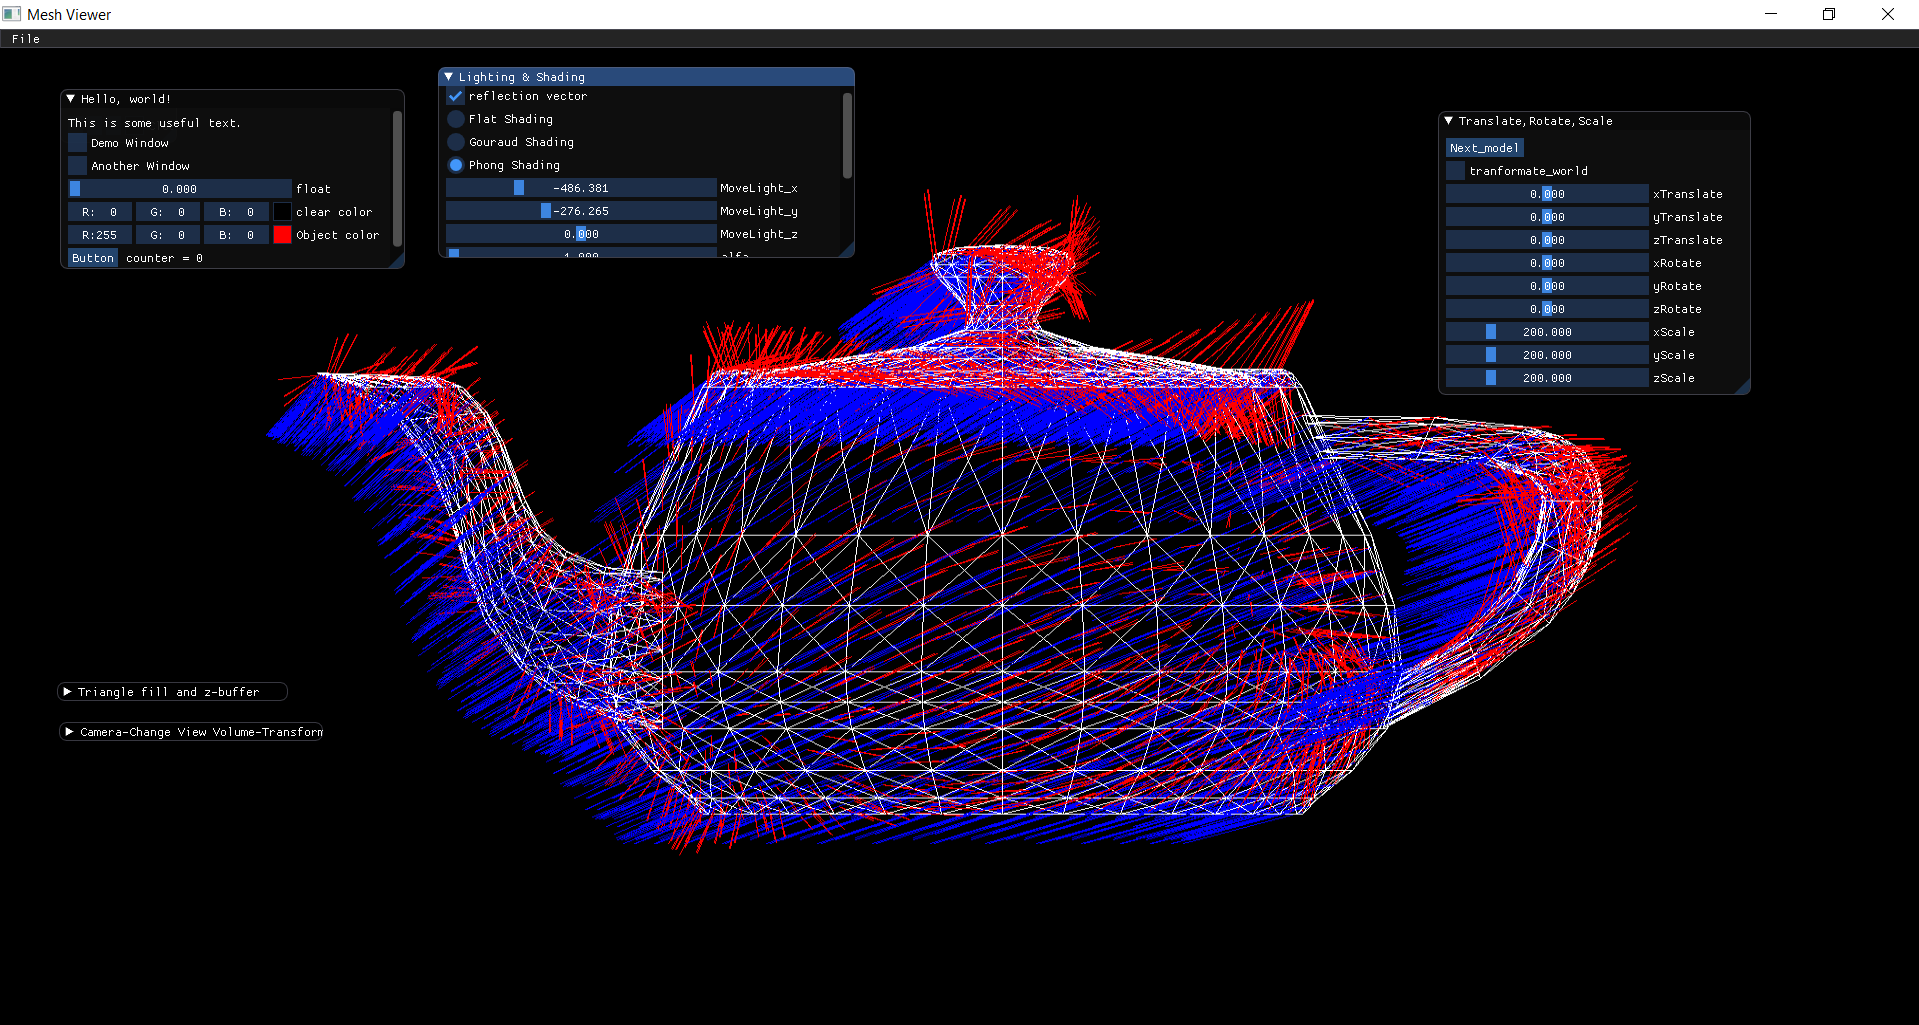 Mesh Viewer
File
Hello, world!
This is some useful text.
Demo Window
Another Window
0.000 float
R: 0 G: 0 B: 0 clear color
R:255 G: 0 B: 0 Object color
Button counter = 0
Lighting & Shading
reflection vector
Flat Shading
Gouraud Shading
Phong Shading
-486.381 MoveLight_x
-276.265 MoveLight_y
0.000 MoveLight_z
1.000 alfa
Translate,Rotate,Scale
Next_model
tranformate_world
0.000 xTranslate
0.000 yTranslate
0.000 zTranslate
0.000 xRotate
0.000 yRotate
0.000 zRotate
200.000 xScale
200.000 yScale
200.000 zScale
Triangle fill and z-buffer
Camera-Change View Volume-Transform